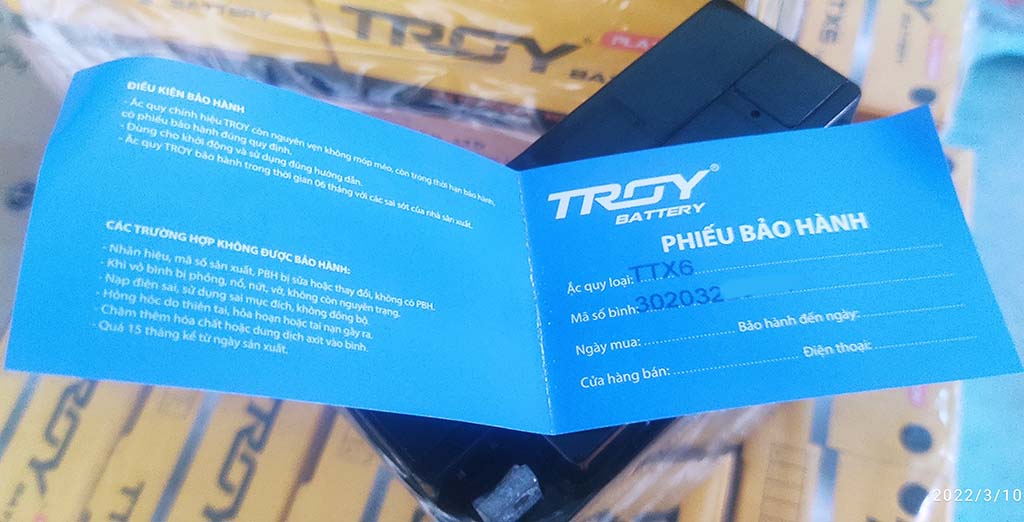 TROY
BATTERY
BATTERY
TTX6
ĐIỀU KIỆN BẢO HÀNH
- Ắc quy chính hiệu TROY còn nguyên vẹn không móp méo, còn trong thời hạn bảo hành,
có phiếu bảo hành đúng quy định.
- Dùng cho khởi động và sử dụng đúng hướng dẫn.
- Ắc quy TROY bảo hành trong thời gian 06 tháng với các sai sót của nhà sản xuất.
CÁC TRƯỜNG HỢP KHÔNG ĐƯỢC BẢO HÀNH:
- Nhãn hiệu, mã số sản xuất, PBH bị sửa hoặc thay đổi, không có PBH.
- Khi vỏ bình bị phồng, nổ, nứt, vỡ, không còn nguyên trạng.
- Nạp điện sai, sử dụng sai mục đích, không đồng bộ.
- Hỏng hóc do thiên tai, hỏa hoạn hoặc tai nạn gây ra.
- Châm thêm hóa chất hoặc dung dịch axit vào bình.
- Quá 15 tháng kể từ ngày sản xuất.
TROY®
BATTERY
PHIẾU BẢO HÀNH
Ắc quy loại: TTX6
Mã số bình: 302032
Ngày mua: Bảo hành đến ngày:
Cửa hàng bán: Điện thoại:
TROY
TROY
2022/3/10